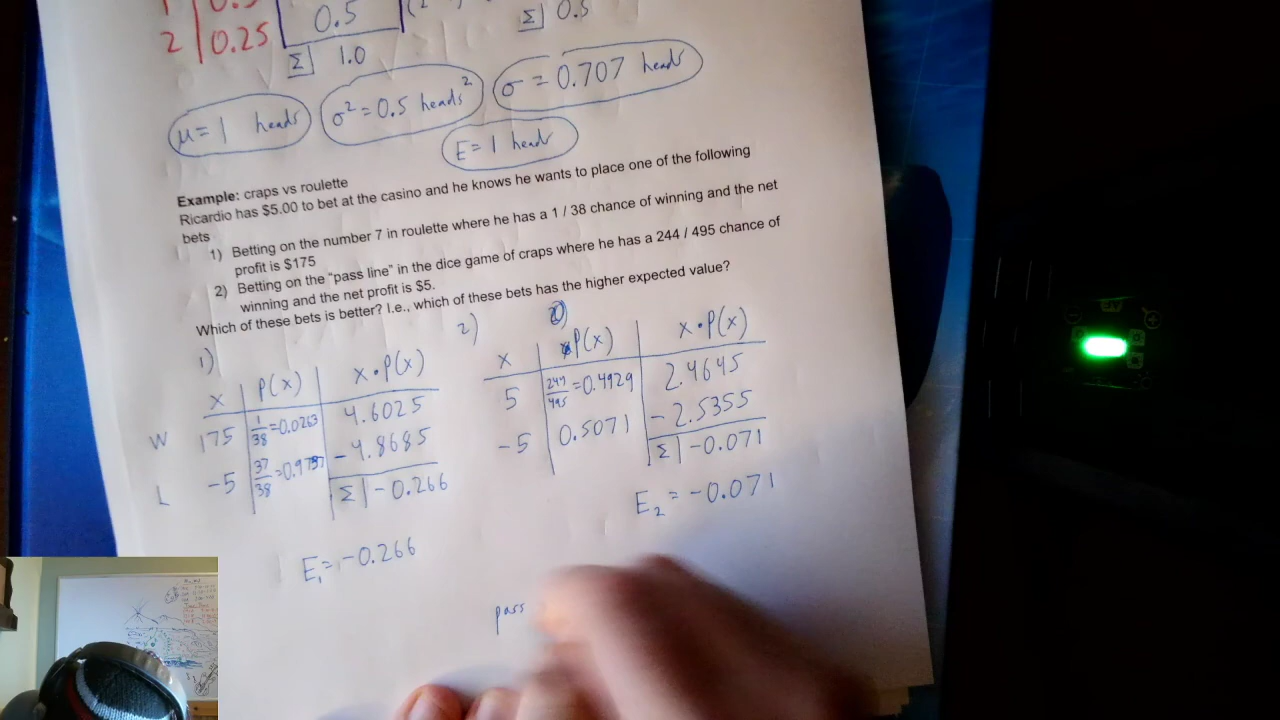 2 | 0.25
0.5
Σ| 1.0
Σ| 0.5
μ = 1 heads
σ² = 0.5 heads²
σ = 0.707 heads
E = 1 heads
Example: craps vs roulette
Ricardio has $5.00 to bet at the casino and he knows he wants to place one of the following
bets
1) Betting on the number 7 in roulette where he has a 1 / 38 chance of winning and the net
profit is $175
2) Betting on the "pass line" in the dice game of craps where he has a 244 / 495 chance of
winning and the net profit is $5.
Which of these bets is better? I.e., which of these bets has the higher expected value?
1)
x | P(x) | x•P(x)
W 175 | 1/38 = 0.0263 | 4.6025
L -5 | 37/38 = 0.9737 | -4.8685
Σ| -0.266
E₁ = -0.266
2)
x | P(x) | x•P(x)
5 | 244/495 = 0.4929 | 2.4645
-5 | 0.5071 | -2.5355
Σ| -0.071
E₂ = -0.071
pass